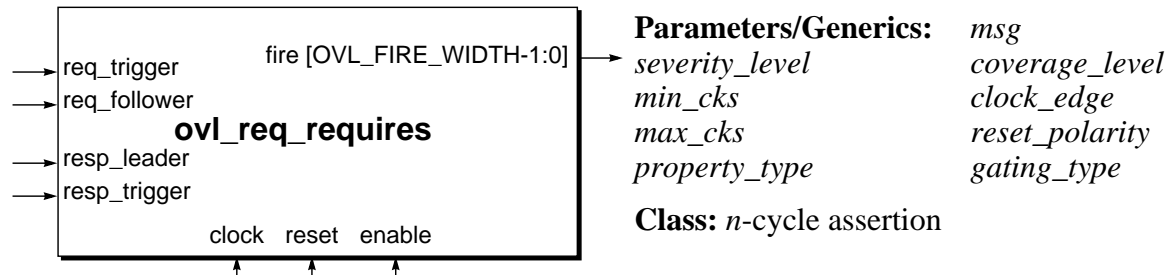 req_trigger
fire [OVL_FIRE_WIDTH-1:0]
req_follower
ovl_req_requires
resp_leader
resp_trigger
clock reset enable
Parameters/Generics: msg
severity_level coverage_level
min_cks clock_edge
max_cks reset_polarity
property_type gating_type
Class: n-cycle assertion